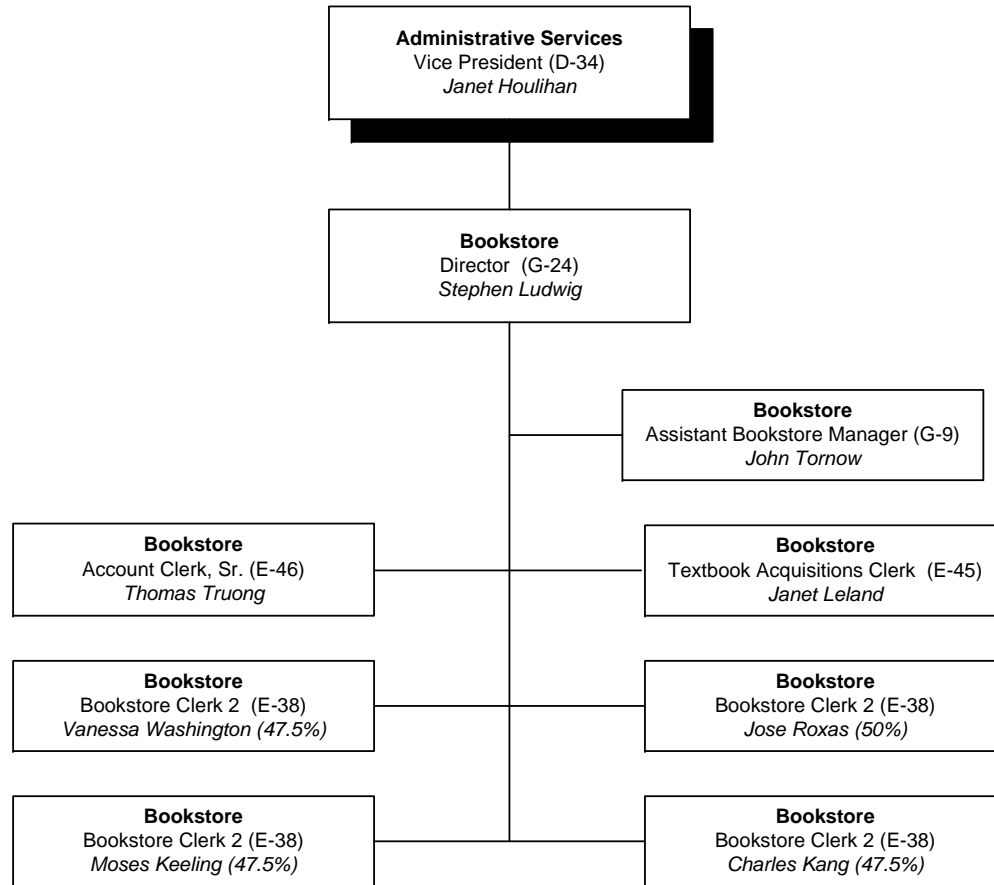 Administrative Services
Vice President (D-34)
Janet Houlihan
Bookstore
Director (G-24)
Stephen Ludwig
Bookstore
Assistant Bookstore Manager (G-9)
John Tornow
Bookstore
Account Clerk, Sr. (E-46)
Thomas Truong
Bookstore
Textbook Acquisitions Clerk (E-45)
Janet Leland
Bookstore
Bookstore Clerk 2 (E-38)
Vanessa Washington (47.5%)
Bookstore
Bookstore Clerk 2 (E-38)
Jose Roxas (50%)
Bookstore
Bookstore Clerk 2 (E-38)
Moses Keeling (47.5%)
Bookstore
Bookstore Clerk 2 (E-38)
Charles Kang (47.5%)